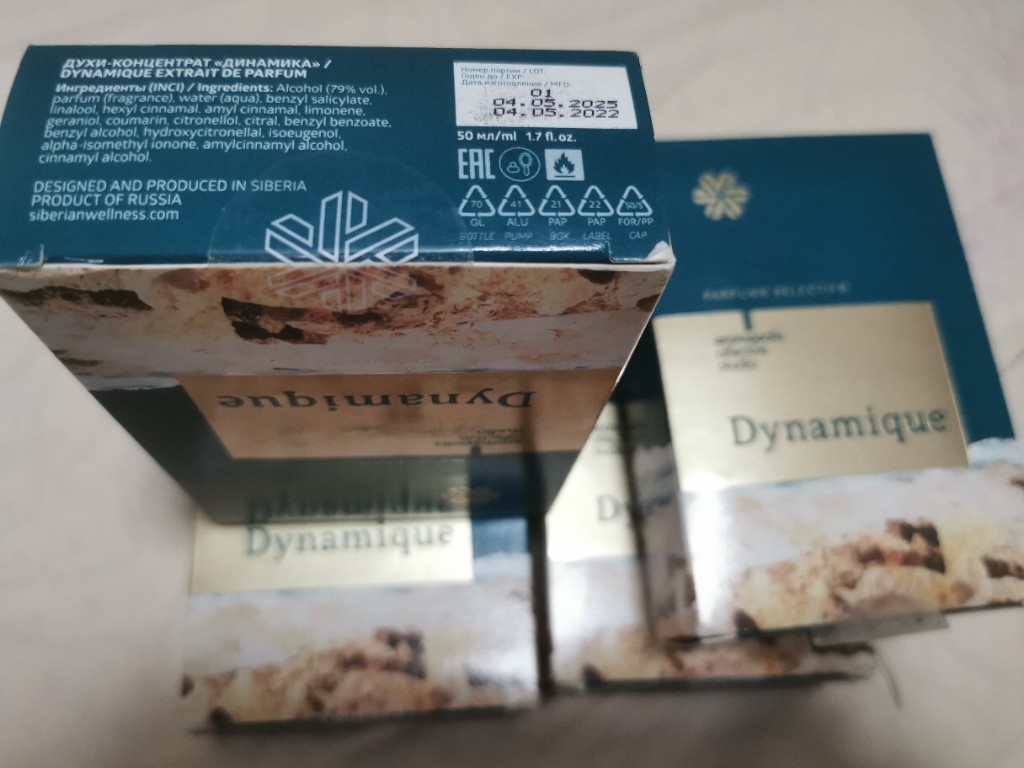 ДУХИ-КОНЦЕНТРАТ «ДИНАМИКА» /
DYNAMIQUE EXTRAIT DE PARFUM
Ингредиенты (INCI) / Ingredients: Alcohol (79% vol.),
parfum (fragrance), water (aqua), benzyl salicylate,
linalool, hexyl cinnamal, amyl cinnamal, limonene,
geraniol, coumarin, citronellol, citral, benzyl benzoate,
benzyl alcohol, hydroxycitronellal, isoeugenol,
alpha-isomethyl ionone, amylcinnamyl alcohol,
cinnamyl alcohol.
DESIGNED AND PRODUCED IN SIBERIA
PRODUCT OF RUSSIA
siberianwellness.com
Номер партии / LOT
Годен до / EXP.
Дата изготовления / MFD.
01
04.05.2025
04.05.2022
50 мл/ml 1.7 fl.oz.
EAC
70 41 21 22 50/5
GL ALU PAP PAP FOR/PP
BOTTLE PUMP BOX LABEL CAP
Dynamique
Dynamique
Dy
Dynamique